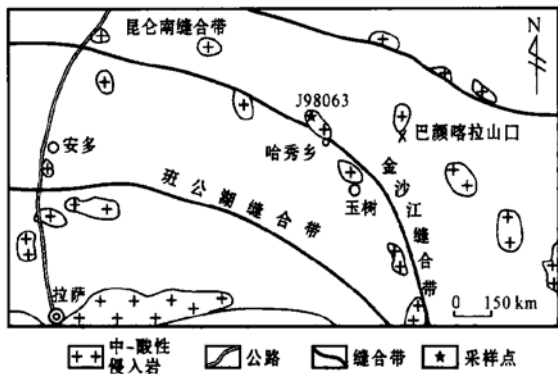 昆仑南缝合带
N
J98063
巴颜喀拉山口
哈秀乡
安多
金沙江缝合带
玉树
班公湖缝合带
拉萨
0 150 km
中-酸性侵入岩
公路
缝合带
采样点